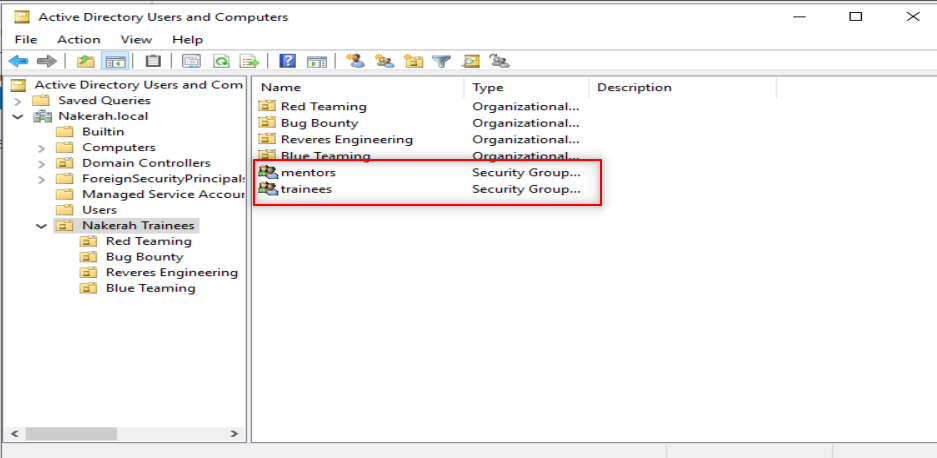 Active Directory Users and Computers
File Action View Help
Active Directory Users and Com
Saved Queries
Nakerah.local
Builtin
Computers
Domain Controllers
ForeignSecurityPrincipals
Managed Service Accour
Users
Nakerah Trainees
Red Teaming
Bug Bounty
Reveres Engineering
Blue Teaming
Name Type Description
Red Teaming Organizational...
Bug Bounty Organizational...
Reveres Engineering Organizational...
Blue Teaming Organizational...
mentors Security Group...
trainees Security Group...